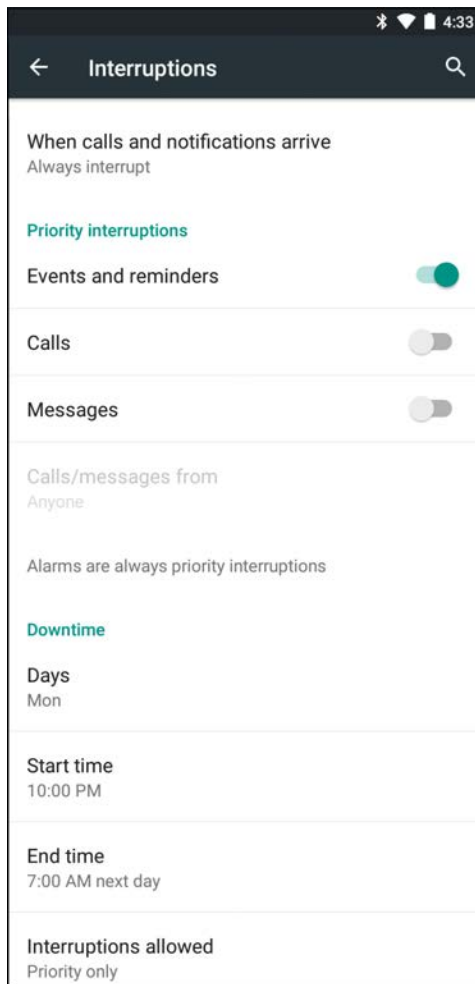 4:33
Interruptions
When calls and notifications arrive
Always interrupt
Priority interruptions
Events and reminders
Calls
Messages
Calls/messages from
Anyone
Alarms are always priority interruptions
Downtime
Days
Mon
Start time
10:00 PM
End time
7:00 AM next day
Interruptions allowed
Priority only